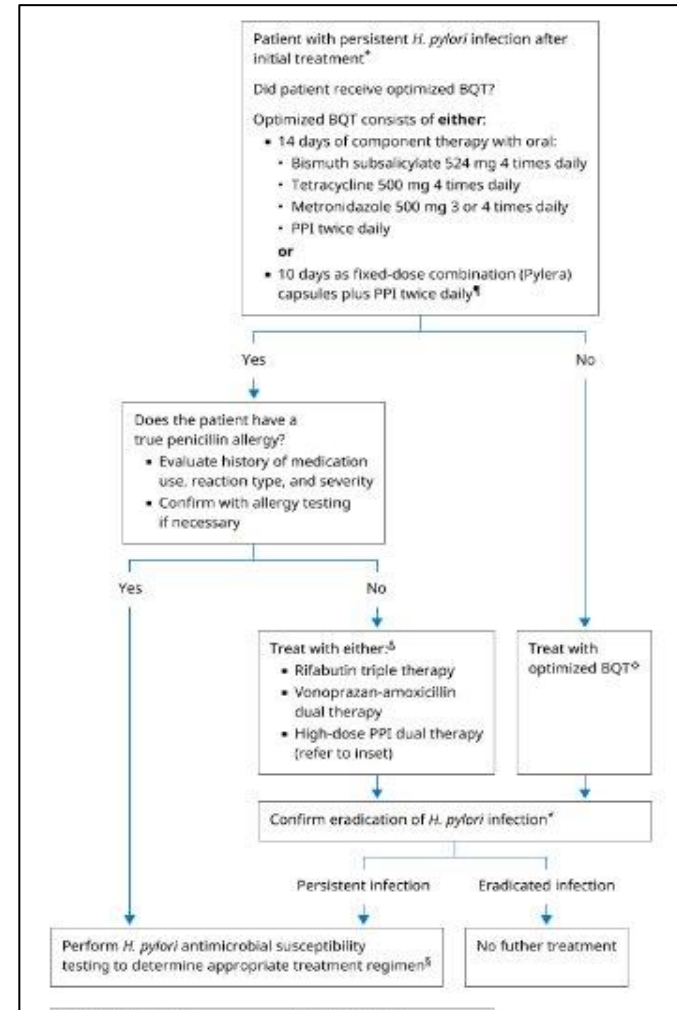 Patient with persistent H. pylori infection after
initial treatment*
Did patient receive optimized BQT?
Optimized BQT consists of either:
▪ 14 days of component therapy with oral:
• Bismuth subsalicylate 524 mg 4 times daily
• Tetracycline 500 mg 4 times daily
• Metronidazole 500 mg 3 or 4 times daily
• PPI twice daily
or
▪ 10 days as fixed-dose combination (Pylera)
capsules plus PPI twice daily¶
Yes
No
Does the patient have a
true penicillin allergy?
▪ Evaluate history of medication
use, reaction type, and severity
▪ Confirm with allergy testing
if necessary
Yes
No
Treat with either:Δ
▪ Rifabutin triple therapy
▪ Vonoprazan-amoxicillin
dual therapy
▪ High-dose PPI dual therapy
(refer to inset)
Treat with
optimized BQT◊
Confirm eradication of H. pylori infection*
Persistent infection
Eradicated infection
Perform H. pylori antimicrobial susceptibility
testing to determine appropriate treatment regimen§
No futher treatment